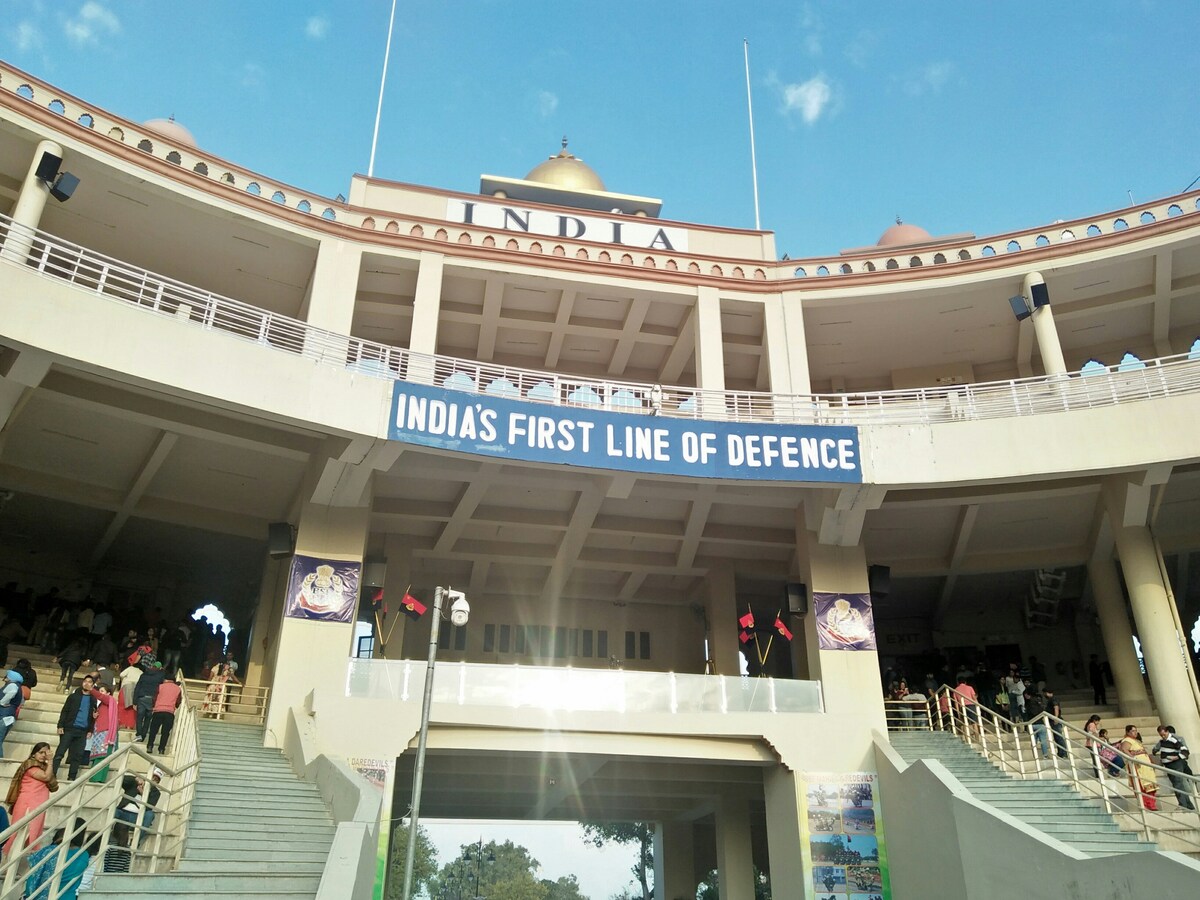 INDIA
INDIA'S FIRST LINE OF DEFENCE
EXIT
DAREDEVILS
DAREDEVILS